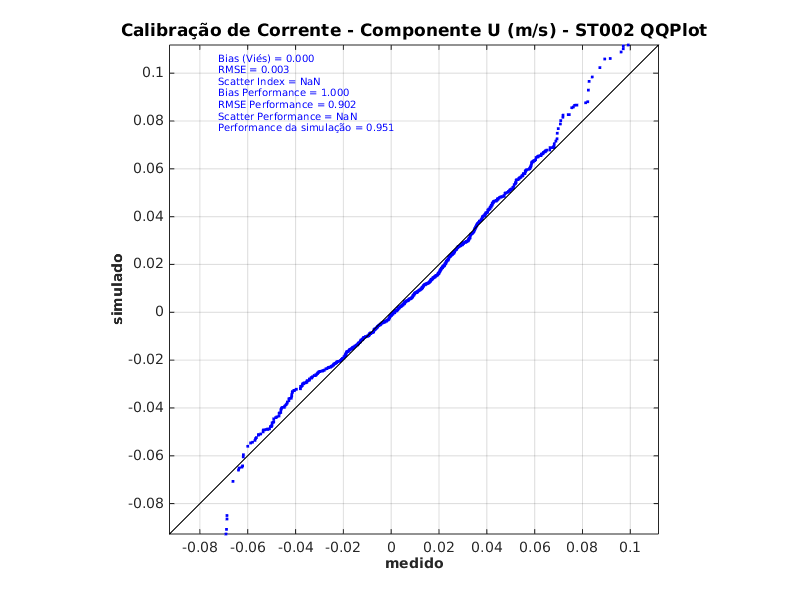 Calibração de Corrente - Componente U (m/s) - ST002 QQPlot
Bias (Viés) = 0.000
RMSE = 0.003
Scatter Index = NaN
Bias Performance = 1.000
RMSE Performance = 0.902
Scatter Performance = NaN
Performance da simulação = 0.951
0.1
0.08
0.06
0.04
0.02
0
-0.02
-0.04
-0.06
-0.08
simulado
-0.08 -0.06 -0.04 -0.02 0 0.02 0.04 0.06 0.08 0.1
medido